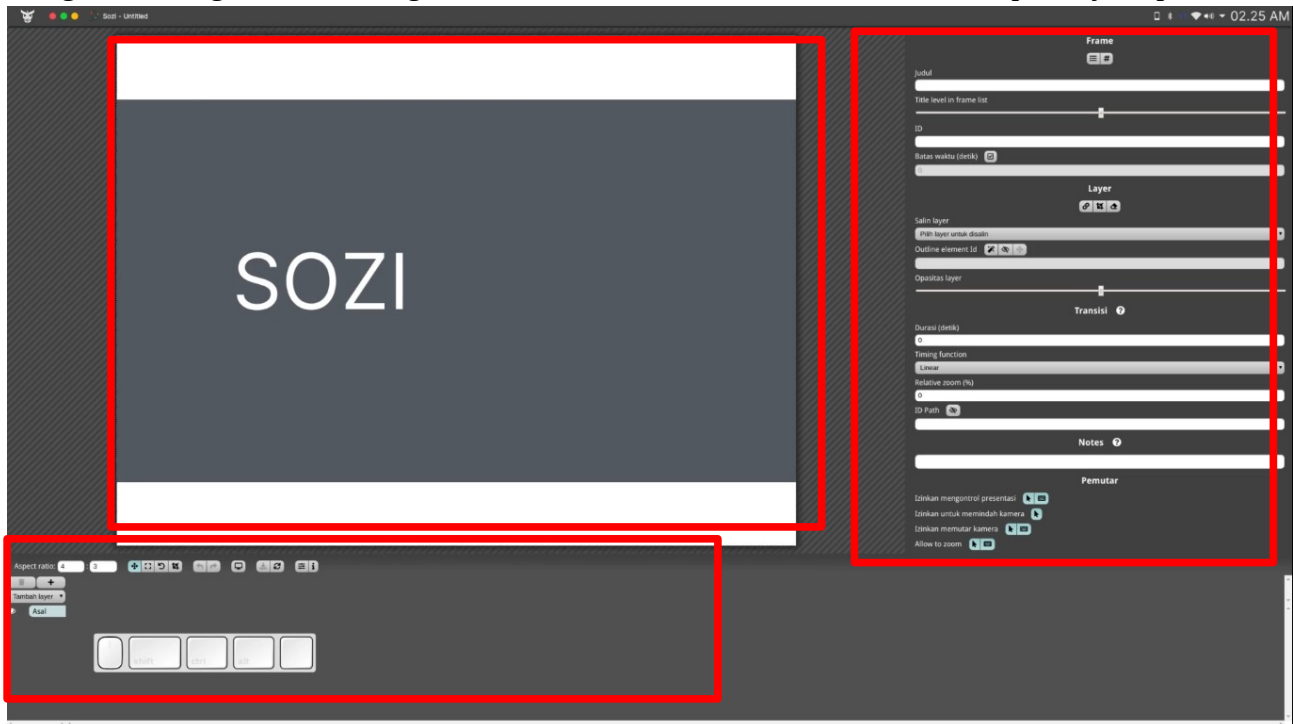 Sozi - Untitled
02.25 AM
SOZI
Frame
Judul
Title level in frame list
ID
Batas waktu (detik)
0
Layer
Salin layer
Pilih layer untuk disalin
Outline element Id
Opasitas layer
Transisi
Durasi (detik)
0
Timing function
Linear
Relative zoom (%)
0
ID Path
Notes
Pemutar
Izinkan mengontrol presentasi
Izinkan untuk memindah kamera
Izinkan memutar kamera
Allow to zoom
Aspect ratio: 4 : 3
Tambah layer
Asal
shift ctrl alt